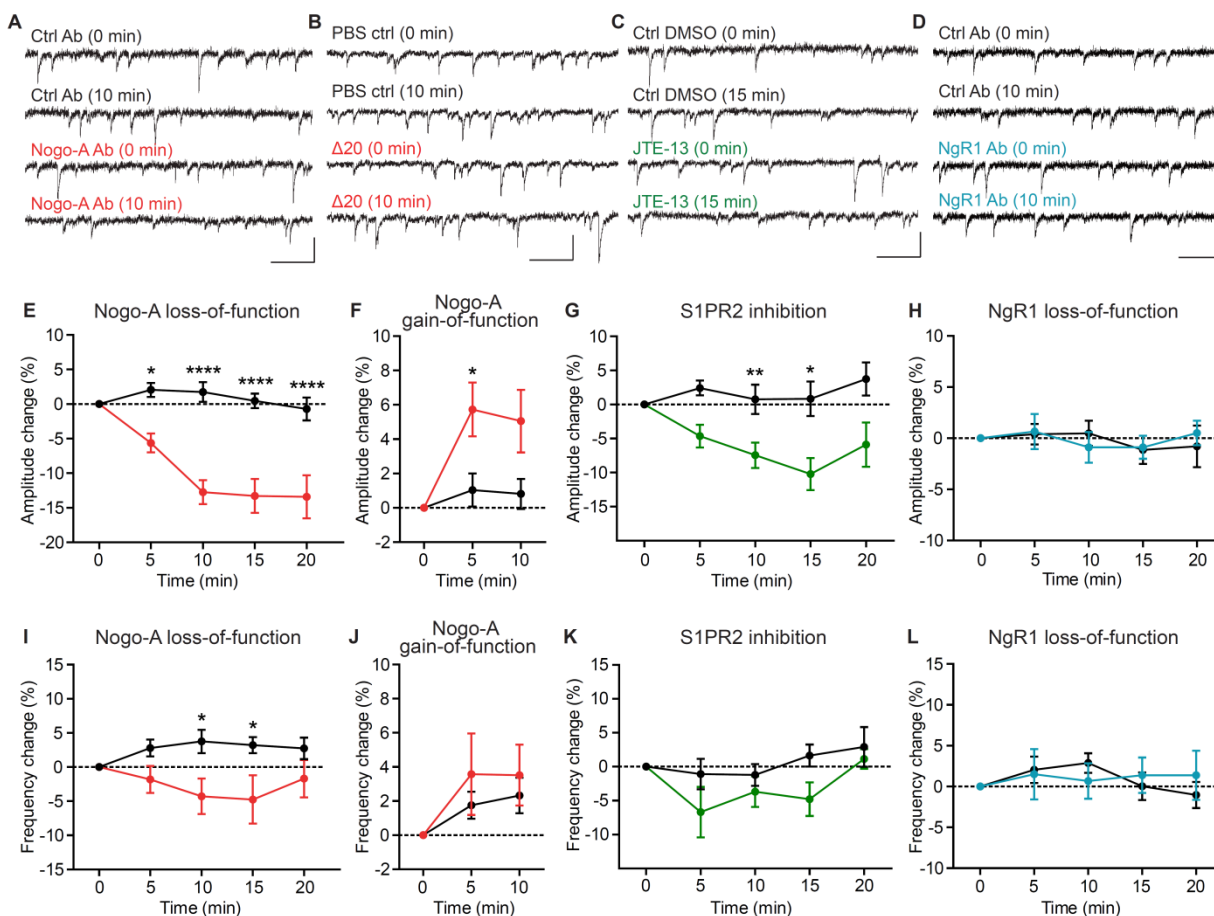 A
Ctrl Ab (0 min)
Ctrl Ab (10 min)
Nogo-A Ab (0 min)
Nogo-A Ab (10 min)
B
PBS ctrl (0 min)
PBS ctrl (10 min)
Δ20 (0 min)
Δ20 (10 min)
C
Ctrl DMSO (0 min)
Ctrl DMSO (15 min)
JTE-13 (0 min)
JTE-13 (15 min)
D
Ctrl Ab (0 min)
Ctrl Ab (10 min)
NgR1 Ab (0 min)
NgR1 Ab (10 min)
E
Nogo-A loss-of-function
Amplitude change (%)
10
5
0
-5
-10
-15
-20
* **** **** ****
0 5 10 15 20
Time (min)
F
Nogo-A
gain-of-function
Amplitude change (%)
10
8
6
4
2
0
-2
*
0 5 10
Time (min)
G
S1PR2 inhibition
Amplitude change (%)
10
5
0
-5
-10
-15
** *
0 5 10 15 20
Time (min)
H
NgR1 loss-of-function
Amplitude change (%)
10
5
0
-5
-10
0 5 10 15 20
Time (min)
I
Nogo-A loss-of-function
Frequency change (%)
15
10
5
0
-5
-10
-15
* *
0 5 10 15 20
Time (min)
J
Nogo-A
gain-of-function
Frequency change (%)
10
8
6
4
2
0
-2
0 5 10
Time (min)
K
S1PR2 inhibition
Frequency change (%)
15
10
5
0
-5
-10
0 5 10 15 20
Time (min)
L
NgR1 loss-of-function
Frequency change (%)
15
10
5
0
-5
-10
0 5 10 15 20
Time (min)